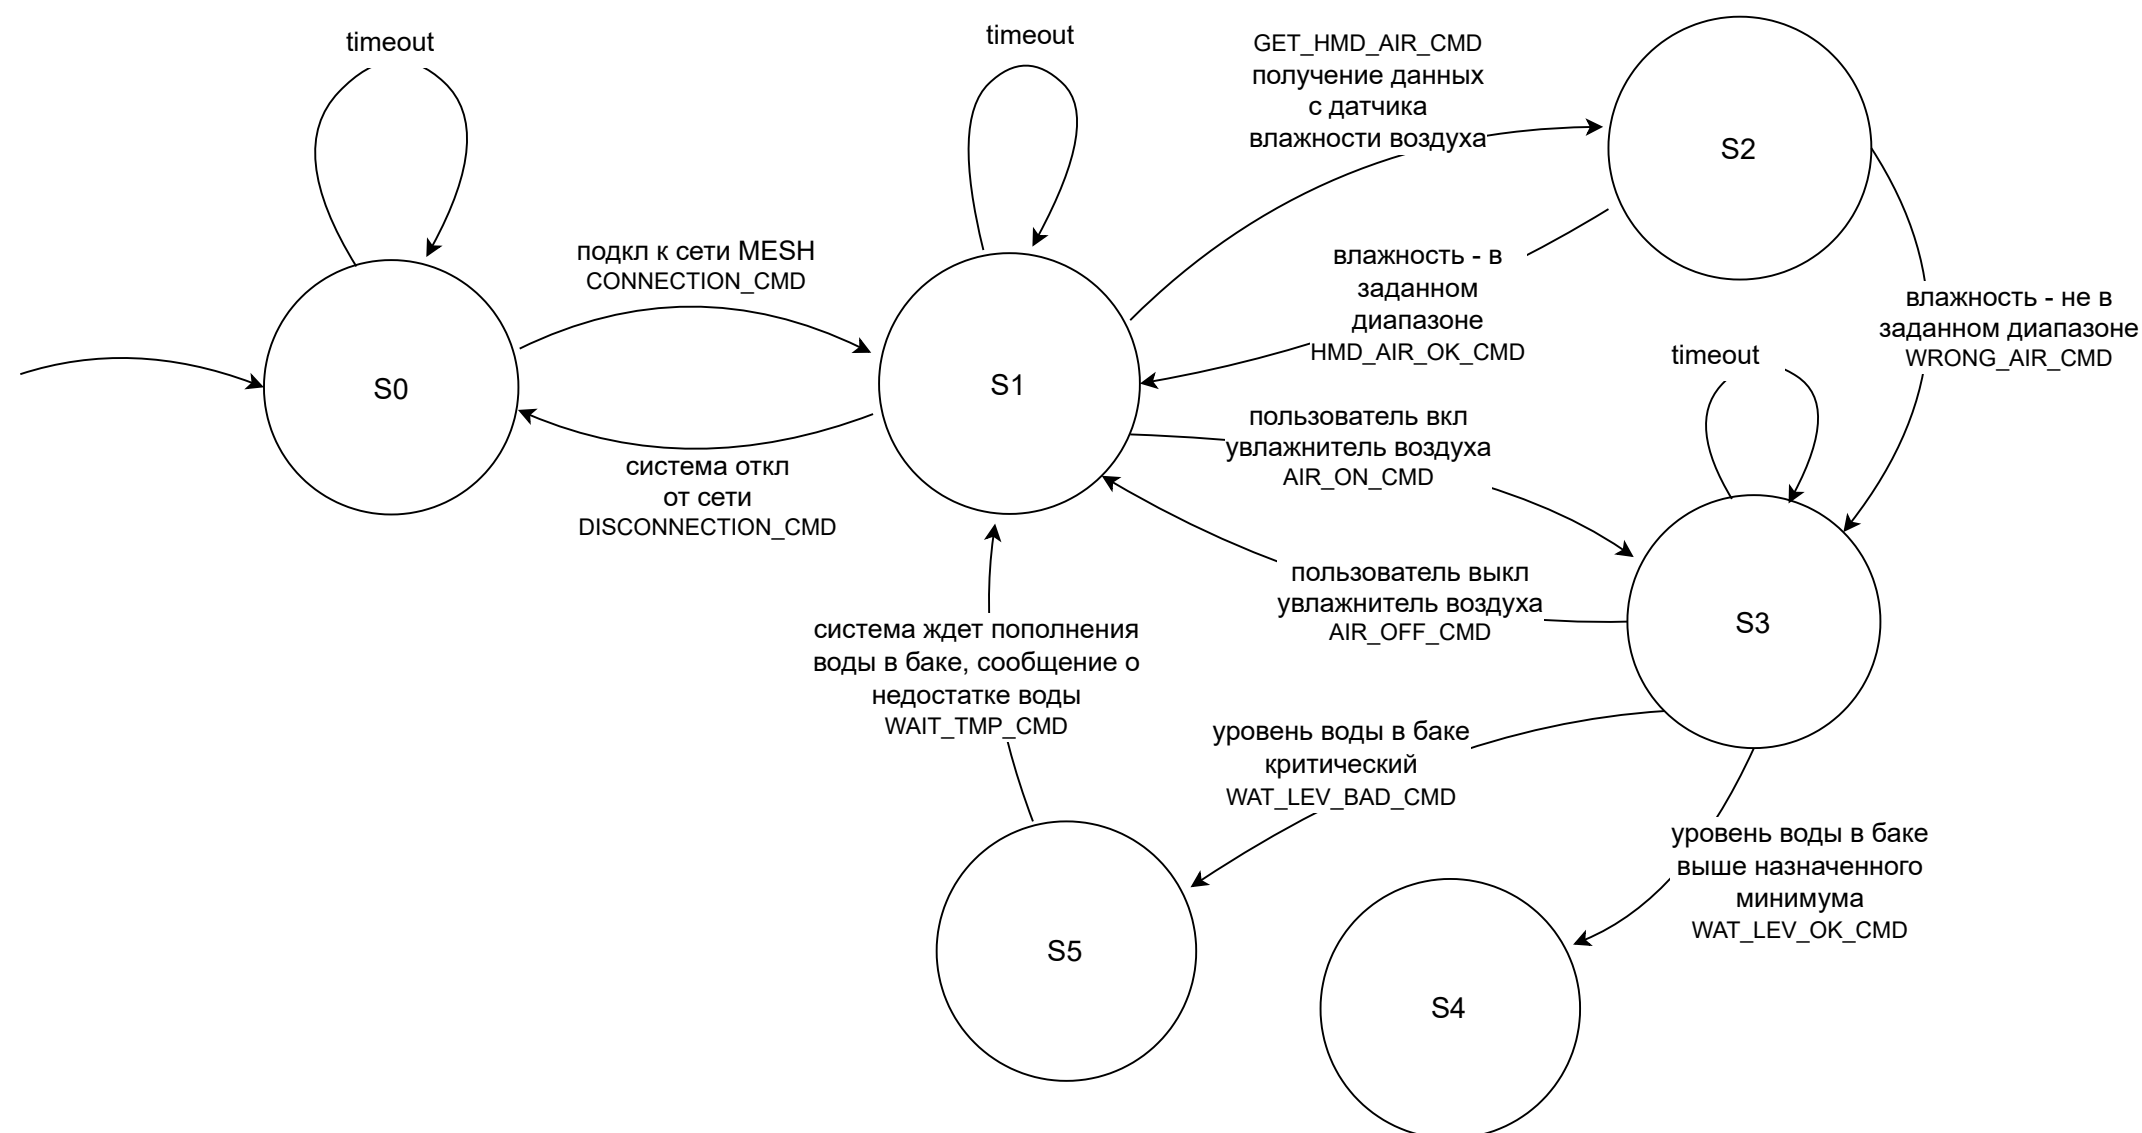 timeout
timeout
GET_HMD_AIR_CMD
получение данных
с датчика
влажности воздуха
S2
подкл к сети MESH
CONNECTION_CMD
влажность - в
заданном
диапазоне
HMD_AIR_OK_CMD
влажность - не в
заданном диапазоне
WRONG_AIR_CMD
timeout
S0
S1
пользователь вкл
увлажнитель воздуха
AIR_ON_CMD
система откл
от сети
DISCONNECTION_CMD
пользователь выкл
увлажнитель воздуха
AIR_OFF_CMD
S3
система ждет пополнения
воды в баке, сообщение о
недостатке воды
WAIT_TMP_CMD
уровень воды в баке
критический
WAT_LEV_BAD_CMD
уровень воды в баке
выше назначенного
минимума
WAT_LEV_OK_CMD
S5
S4